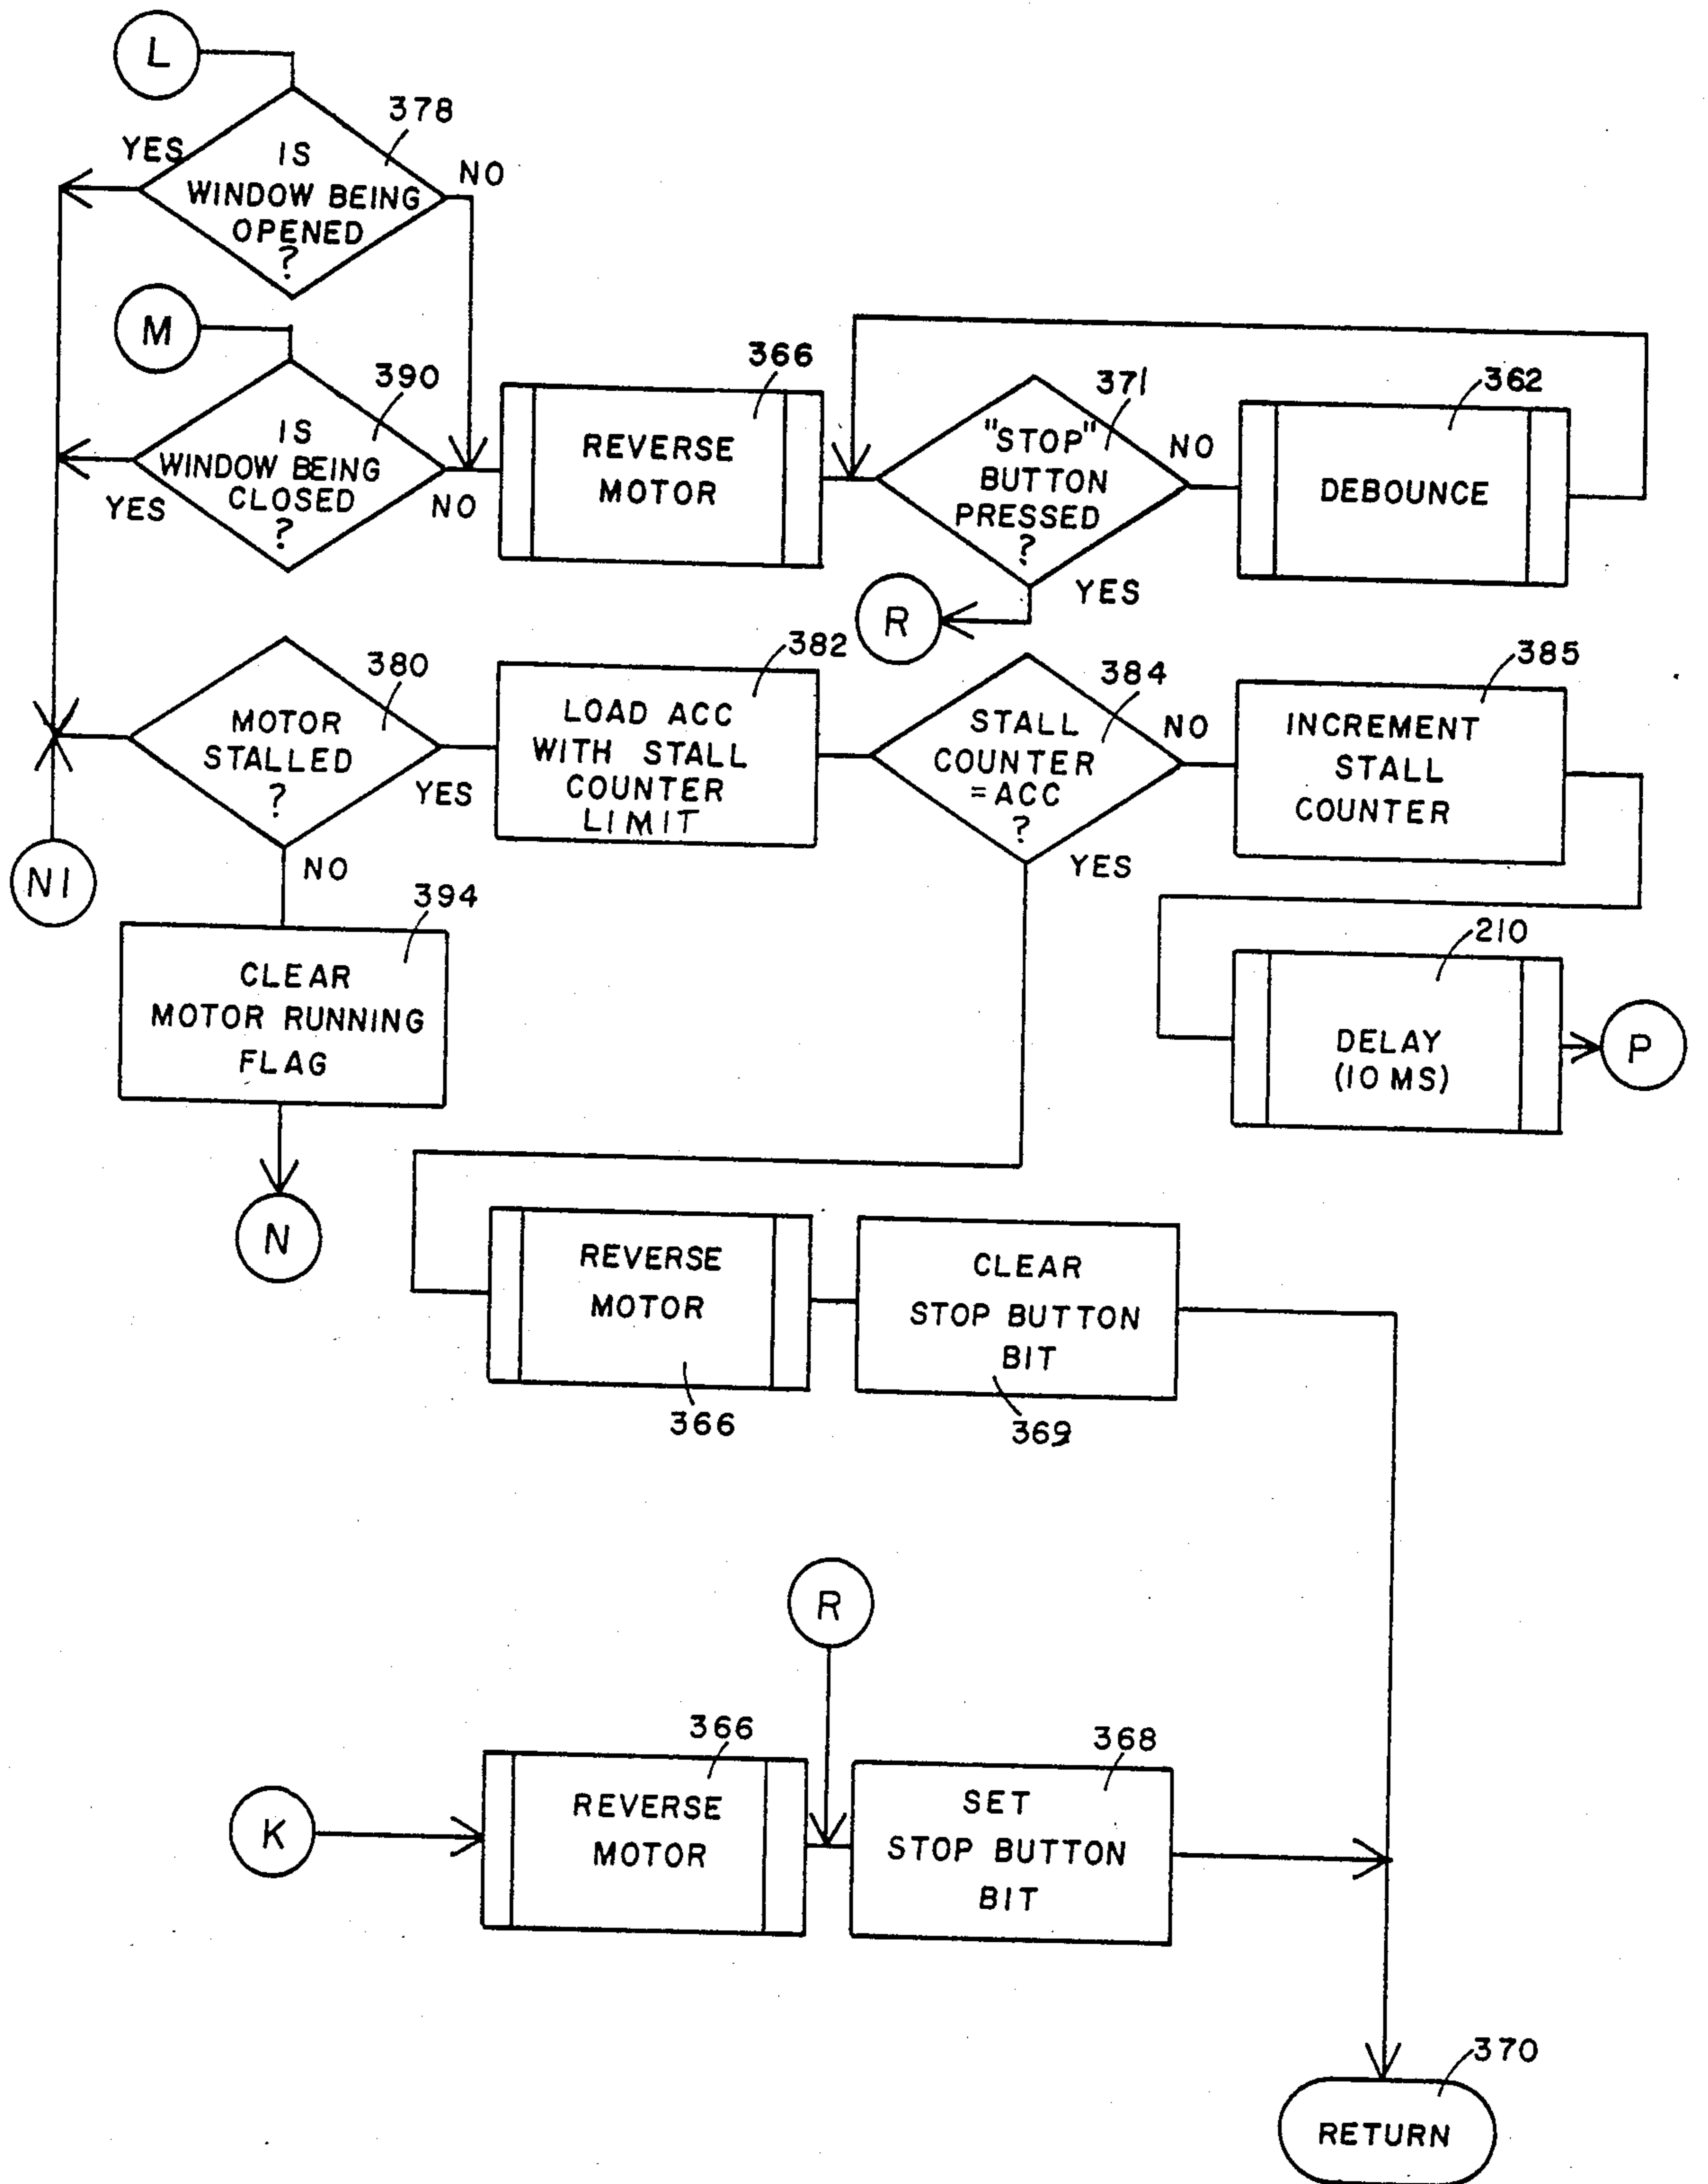 L
378
YES
IS
WINDOW BEING
OPENED
?
NO
M
390
IS
WINDOW BEING
CLOSED
?
YES
NO
366
REVERSE
MOTOR
371
"STOP"
BUTTON
PRESSED
?
NO
YES
362
DEBOUNCE
R
380
MOTOR
STALLED
?
YES
NO
382
LOAD ACC
WITH STALL
COUNTER
LIMIT
384
STALL
COUNTER
=ACC
?
NO
YES
385
INCREMENT
STALL
COUNTER
N1
394
CLEAR
MOTOR RUNNING
FLAG
210
DELAY
(10 MS)
P
N
REVERSE
MOTOR
366
CLEAR
STOP BUTTON
BIT
369
R
K
366
REVERSE
MOTOR
368
SET
STOP BUTTON
BIT
370
RETURN